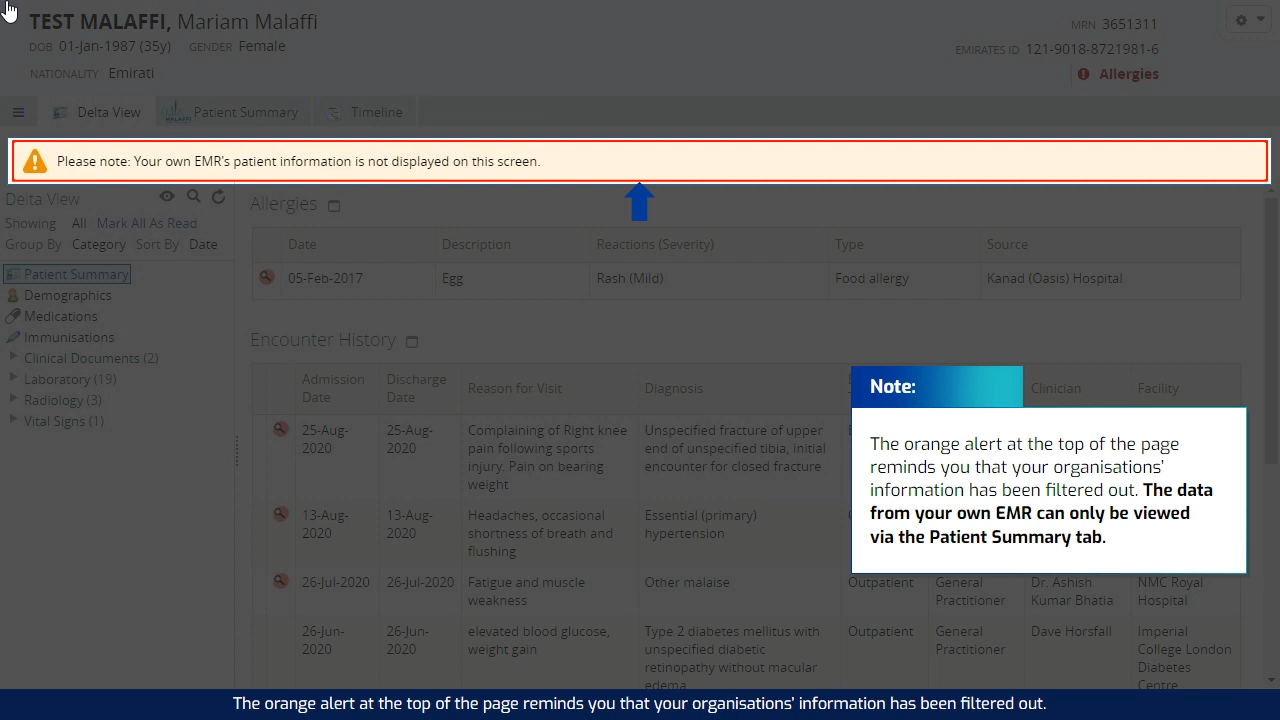 TEST MALAFFI, Mariam Malaffi
DOB 01-Jan-1987 (35y) GENDER Female
NATIONALITY Emirati
MRN 3651311
EMIRATES ID 121-9018-8721981-6
Allergies
Delta View
MALAFFI
Patient Summary
Timeline
Please note: Your own EMR's patient information is not displayed on this screen.
Delta View
Showing All Mark All As Read
Group By Category Sort By Date
Patient Summary
Demographics
Medications
Immunisations
Clinical Documents (2)
Laboratory (19)
Radiology (3)
Vital Signs (1)
Allergies
Date Description Reactions (Severity) Type Source
05-Feb-2017 Egg Rash (Mild) Food allergy Kanad (Oasis) Hospital
Encounter History
Admission Date Discharge Date Reason for Visit Diagnosis Clinician Facility
25-Aug-2020 25-Aug-2020 Complaining of Right knee pain following sports injury. Pain on bearing weight Unspecified fracture of upper end of unspecified tibia, initial encounter for closed fracture
13-Aug-2020 13-Aug-2020 Headaches, occasional shortness of breath and flushing Essential (primary) hypertension
26-Jul-2020 26-Jul-2020 Fatigue and muscle weakness Other malaise Outpatient General Practitioner Dr. Ashish Kumar Bhatia NMC Royal Hospital
26-Jun-2020 26-Jun-2020 elevated blood glucose, weight gain Type 2 diabetes mellitus with unspecified diabetic retinopathy without macular edema Outpatient General Practitioner Dave Horsfall Imperial College London Diabetes Centre
Note:
The orange alert at the top of the page
reminds you that your organisations'
information has been filtered out. The data
from your own EMR can only be viewed
via the Patient Summary tab.
The orange alert at the top of the page reminds you that your organisations' information has been filtered out.